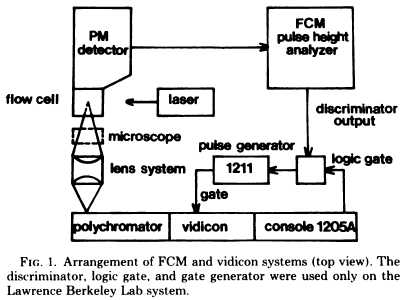 PM
detector
FCM
pulse height
analyzer
flow cell
laser
discriminator
output
microscope
pulse generator
lens system
1211
logic gate
gate
polychromator
vidicon
console 1205A
FIG. 1. Arrangement of FCM and vidicon systems (top view). The
discriminator, logic gate, and gate generator were used only on the
Lawrence Berkeley Lab system.